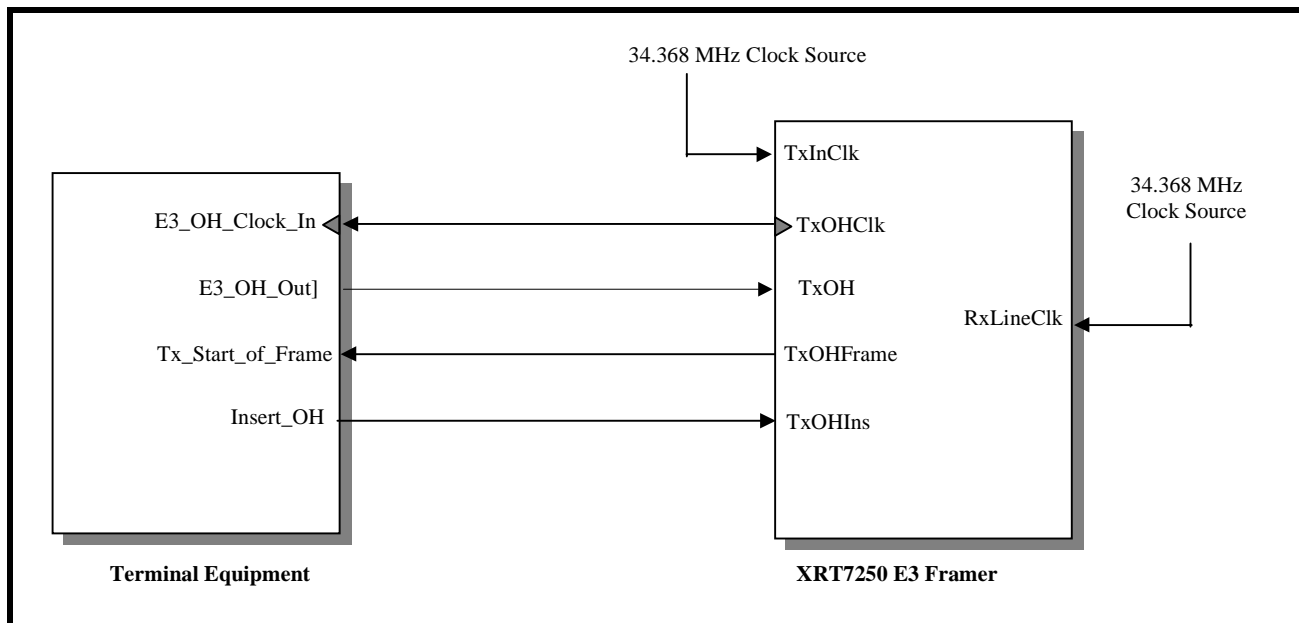 34.368 MHz Clock Source
TxInClk
34.368 MHz
Clock Source
E3_OH_Clock_In
TxOHClk
E3_OH_Out]
TxOH
RxLineClk
Tx_Start_of_Frame
TxOHFrame
Insert_OH
TxOHIns
Terminal Equipment
XRT7250 E3 Framer